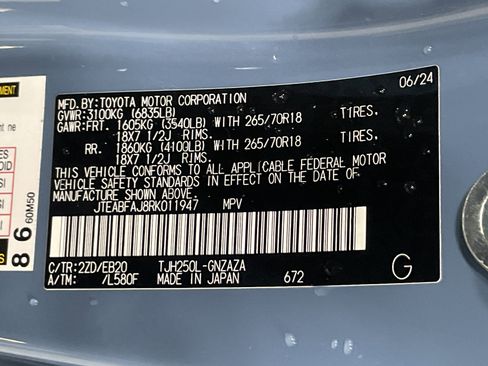 06/24
MFD. BY: TOYOTA MOTOR CORPORATION
GVWR: 3100KG (6835LB)
GAWR: FRT. 1605KG (3540LB) WITH 265/70R18 TIRES.
18X7 1/2J RIMS.
RR. 1860KG (4100LB) WITH 265/70R18 TIRES.
18X7 1/2J RIMS.
THIS VEHICLE CONFORMS TO ALL APPLICABLE FEDERAL MOTOR
VEHICLE SAFETY STANDARDS IN EFFECT ON THE DATE OF
MANUFACTURE SHOWN ABOVE.
JTEABFAJ8RK011947 MPV
C/TR: 2ZD/EB20 TJH250L-GNZAZA
A/TM: /L580F MADE IN JAPAN 672
G
98
60M50